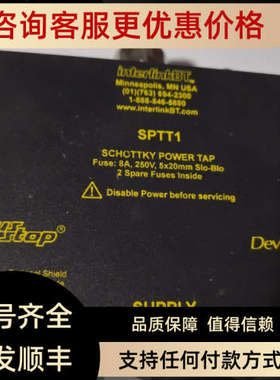 咨询客服更优惠价格
interlinkBT
Minneapolis, MN USA
(01)(763) 694-2300
1-888-546-5880
www.interlinkBT.com
SPTT1
SCHOTTKY POWER TAP
Fuse: 8A, 250V, 5x20mm Slo-Blo
2 Spare Fuses Inside
Disable Power before servicing
stop
Dev
Shield
SUPPLY
号齐全
品质保障 值得信赖
发顺丰
支持任何付款方式